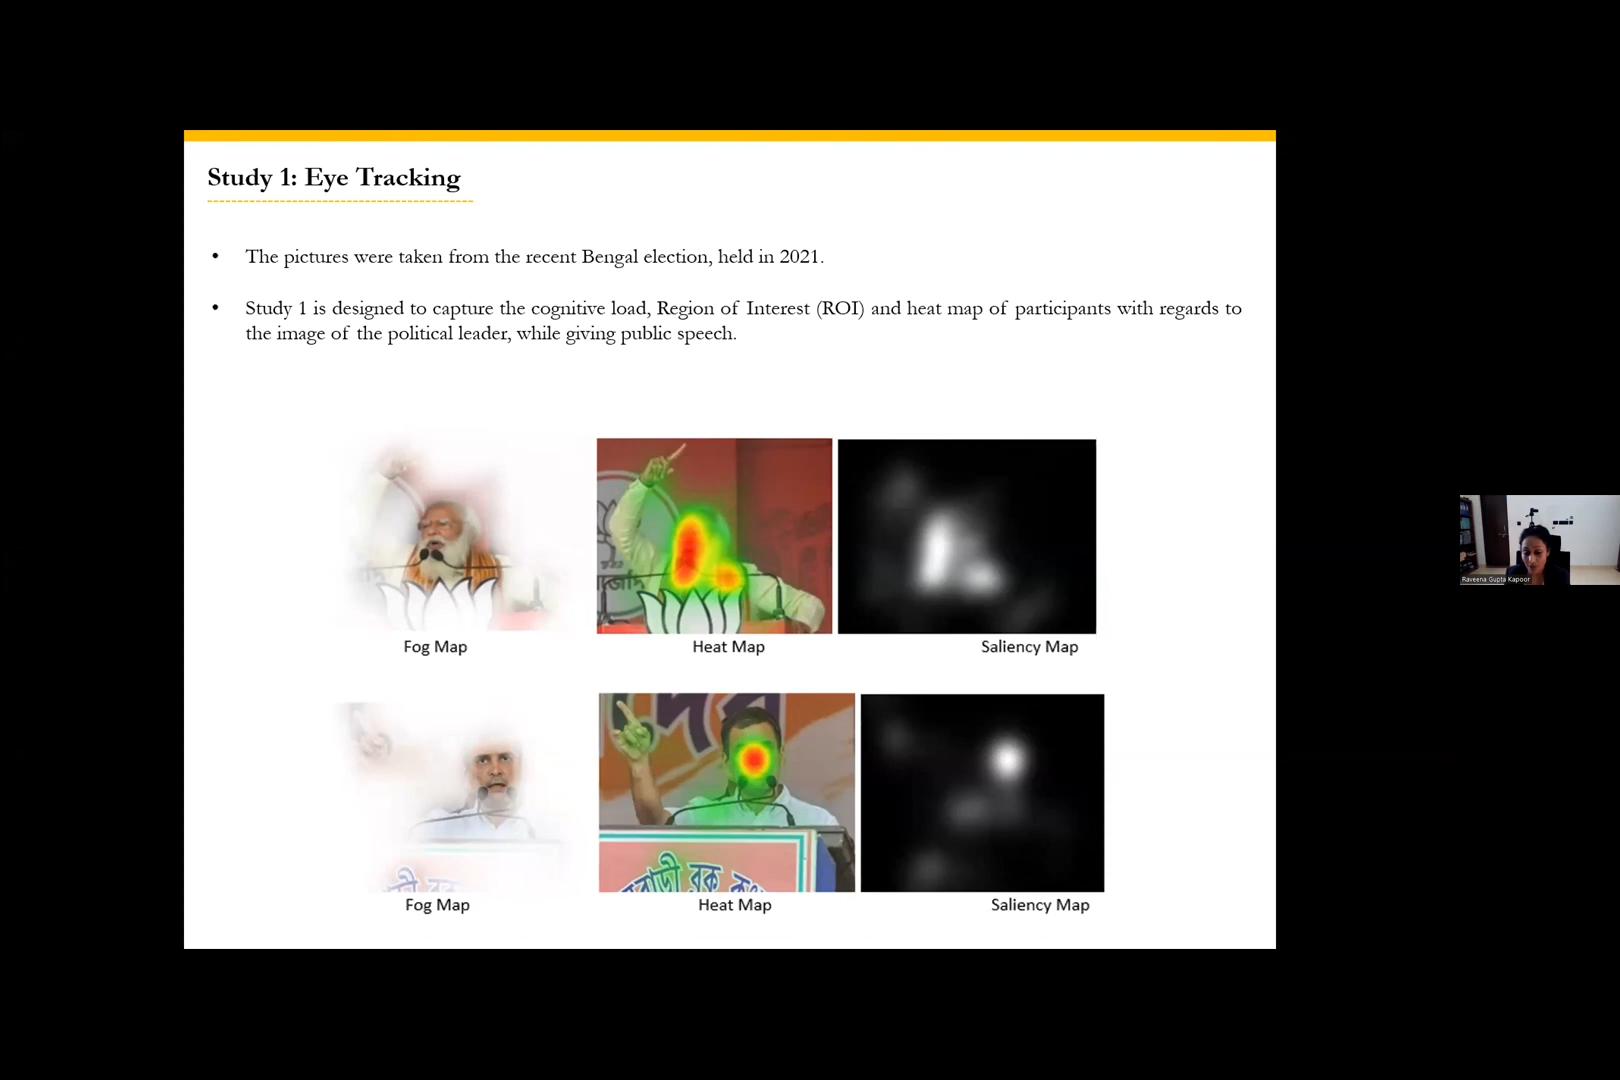 Study 1: Eye Tracking
• The pictures were taken from the recent Bengal election, held in 2021.
• Study 1 is designed to capture the cognitive load, Region of Interest (ROI) and heat map of participants with regards to
the image of the political leader, while giving public speech.
Fog Map
Heat Map
Saliency Map
Raveena Gupta Kapoor
Fog Map
Heat Map
Saliency Map